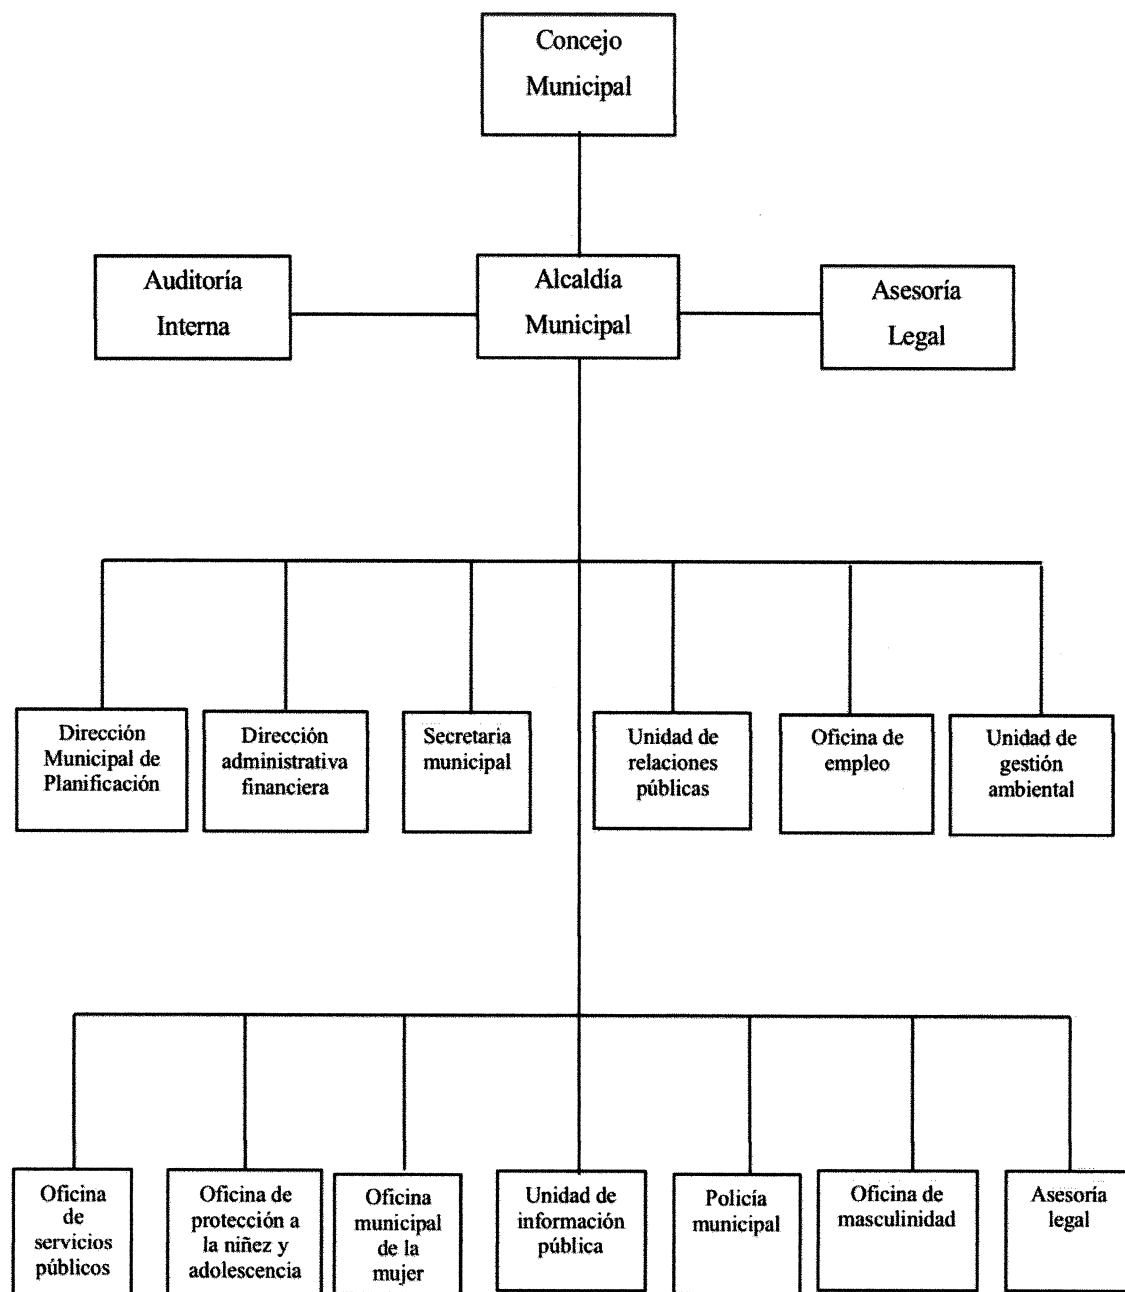 Concejo
Municipal
Auditoría
Interna
Alcaldía
Municipal
Asesoría
Legal
Dirección
Municipal de
Planificación
Dirección
administrativa
financiera
Secretaria
municipal
Unidad de
relaciones
públicas
Oficina de
empleo
Unidad de
gestión
ambiental
Oficina
de
servicios
públicos
Oficina de
protección a
la niñez y
adolescencia
Oficina
municipal
de la
mujer
Unidad de
información
pública
Policía
municipal
Oficina de
masculinidad
Asesoría
legal